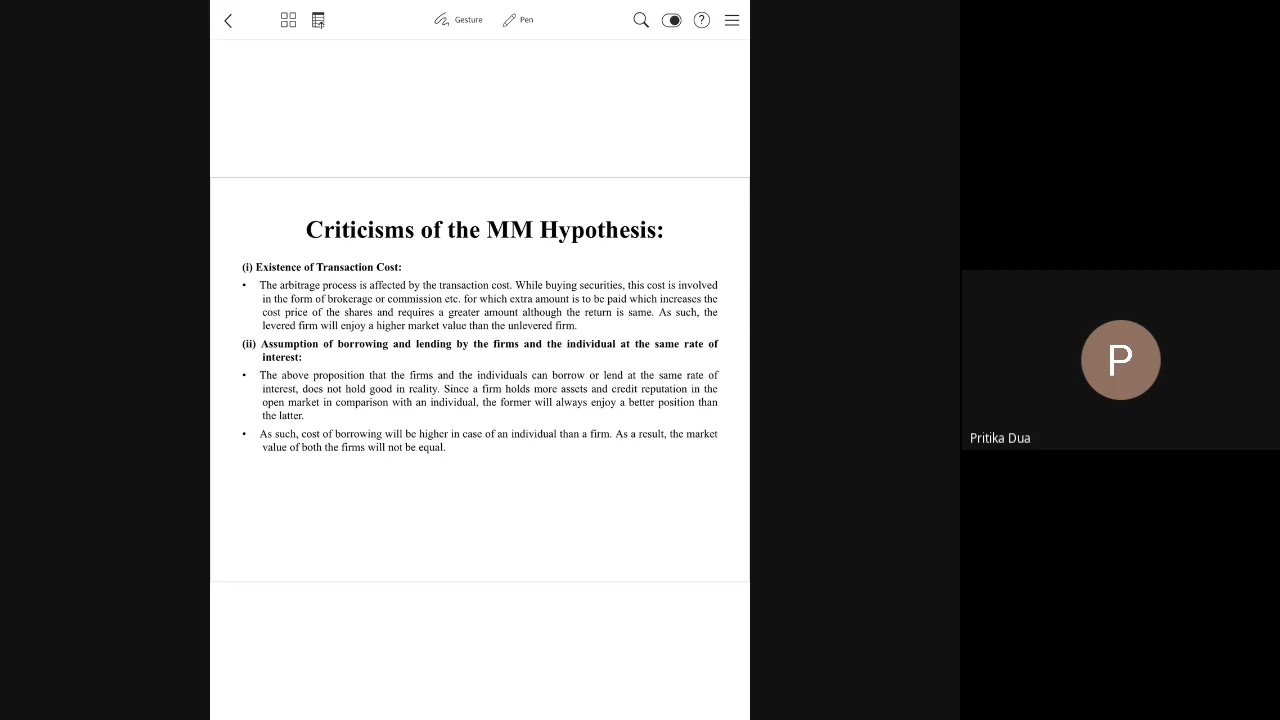 Gesture
Pen
?
Criticisms of the MM Hypothesis:
(i) Existence of Transaction Cost:
• The arbitrage process is affected by the transaction cost. While buying securities, this cost is involved
in the form of brokerage or commission etc. for which extra amount is to be paid which increases the
cost price of the shares and requires a greater amount although the return is same. As such, the
levered firm will enjoy a higher market value than the unlevered firm.
(ii) Assumption of borrowing and lending by the firms and the individual at the same rate of
interest:
• The above proposition that the firms and the individuals can borrow or lend at the same rate of
interest, does not hold good in reality. Since a firm holds more assets and credit reputation in the
open market in comparison with an individual, the former will always enjoy a better position than
the latter.
• As such, cost of borrowing will be higher in case of an individual than a firm. As a result, the market
value of both the firms will not be equal.
P
Pritika Dua